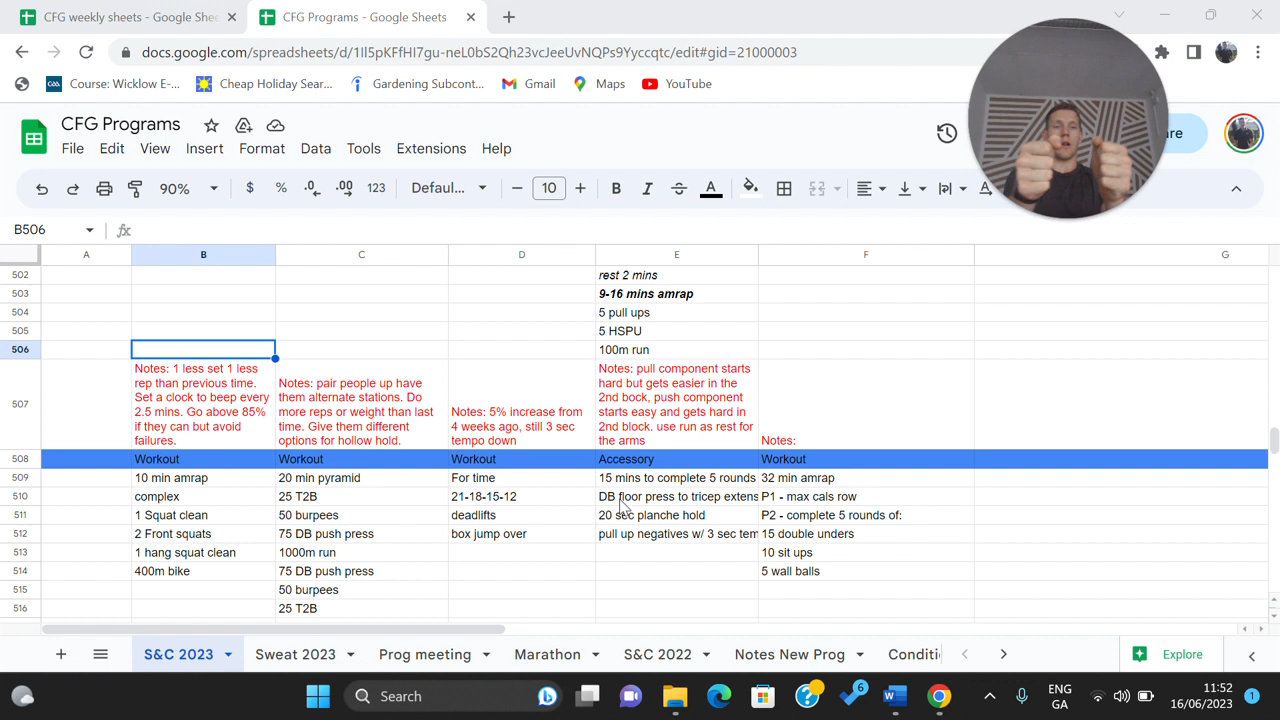 CFG weekly sheets - Google She
CFG Programs - Google Sheets
docs.google.com/spreadsheets/d/1Il5pKFfHI7gu-neL0bS2Qh23vcJeeUvNQPs9Yyccqtc/edit#gid=21000003
Course: Wicklow E-...
Cheap Holiday Sear...
Gardening Subcont...
Gmail
Maps
YouTube
CFG Programs
File Edit View Insert Format Data Tools Extensions Help
90% $ % .0 .00 123 Defaul... 10 B I A
B506 fx
A B C D E F G
502 rest 2 mins
503 9-16 mins amrap
504 5 pull ups
505 5 HSPU
506 100m run
507
Notes: 1 less set 1 less
rep than previous time.
Set a clock to beep every
2.5 mins. Go above 85%
if they can but avoid
failures.
Notes: pair people up have
them alternate stations. Do
more reps or weight than last
time. Give them different
options for hollow hold.
Notes: 5% increase from
4 weeks ago, still 3 sec
tempo down
Notes: pull component starts
hard but gets easier in the
2nd bock, push component
starts easy and gets hard in
2nd block. use run as rest for
the arms
Notes:
508 Workout Workout Workout Accessory Workout
509 10 min amrap 20 min pyramid For time 15 mins to complete 5 rounds 32 min amrap
510 complex 25 T2B 21-18-15-12 DB floor press to tricep extens P1 - max cals row
511 1 Squat clean 50 burpees deadlifts 20 sec planche hold P2 - complete 5 rounds of:
512 2 Front squats 75 DB push press box jump over pull up negatives w/ 3 sec tem 15 double unders
513 1 hang squat clean 1000m run 10 sit ups
514 400m bike 75 DB push press 5 wall balls
515 50 burpees
516 25 T2B
S&C 2023 Sweat 2023 Prog meeting Marathon S&C 2022 Notes New Prog Conditi
Explore
Search
6
ENG
GA
11:52
16/06/2023
1